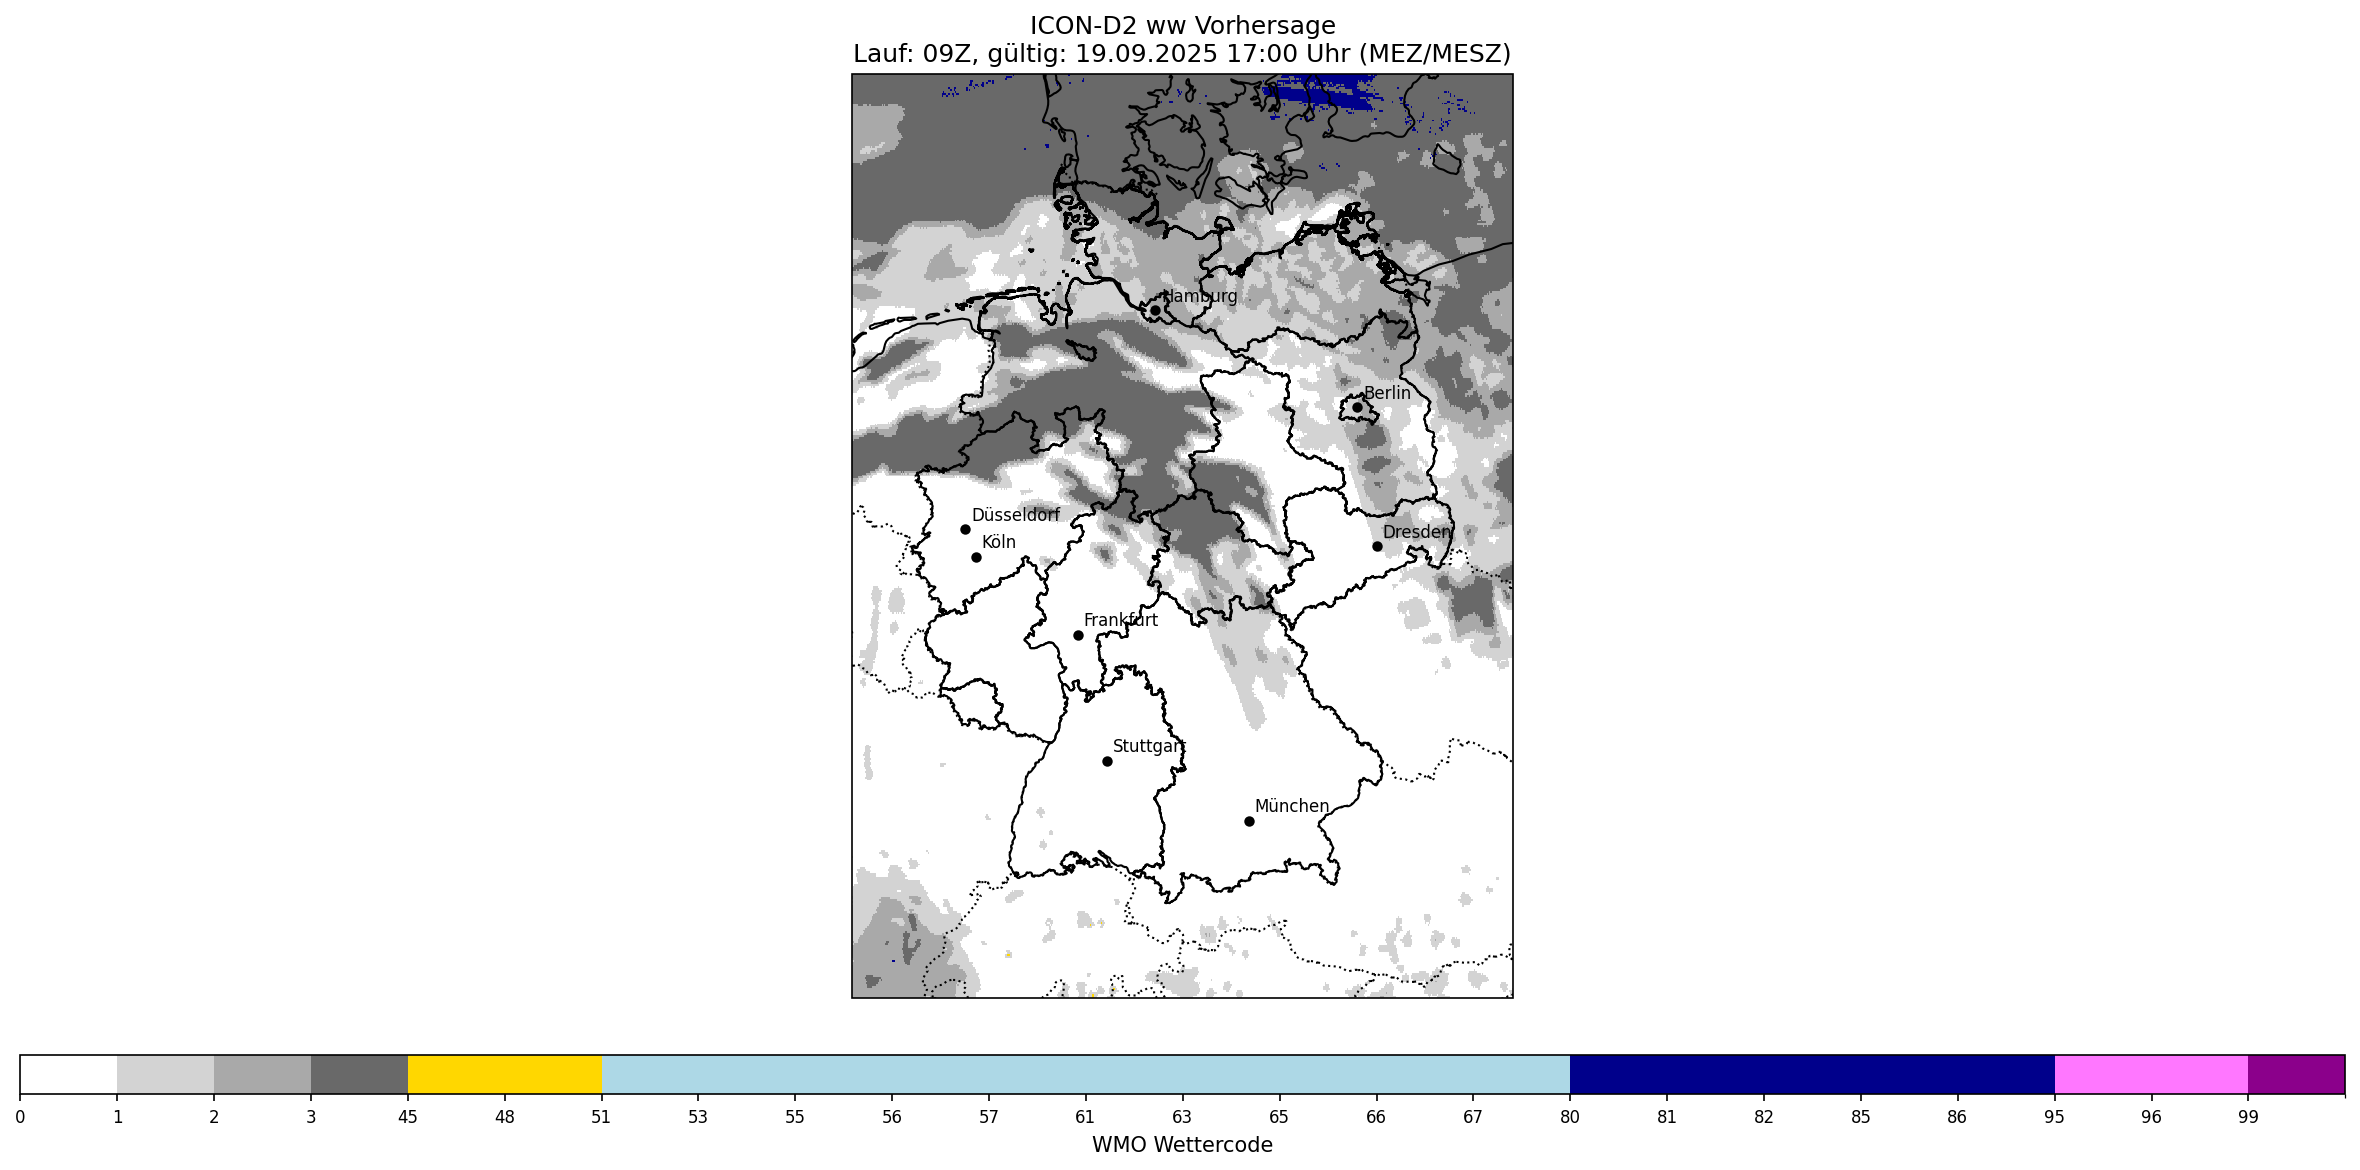 ICON-D2 ww Vorhersage
Lauf: 09Z, gültig: 19.09.2025 17:00 Uhr (MEZ/MESZ)
Hamburg
Berlin
Düsseldorf
Dresden
Köln
Frankfurt
Stuttgart
München
0 1 2 3 45 48 51 53 55 56 57 61 63 65 66 67 80 81 82 85 86 95 96 99
WMO Wettercode